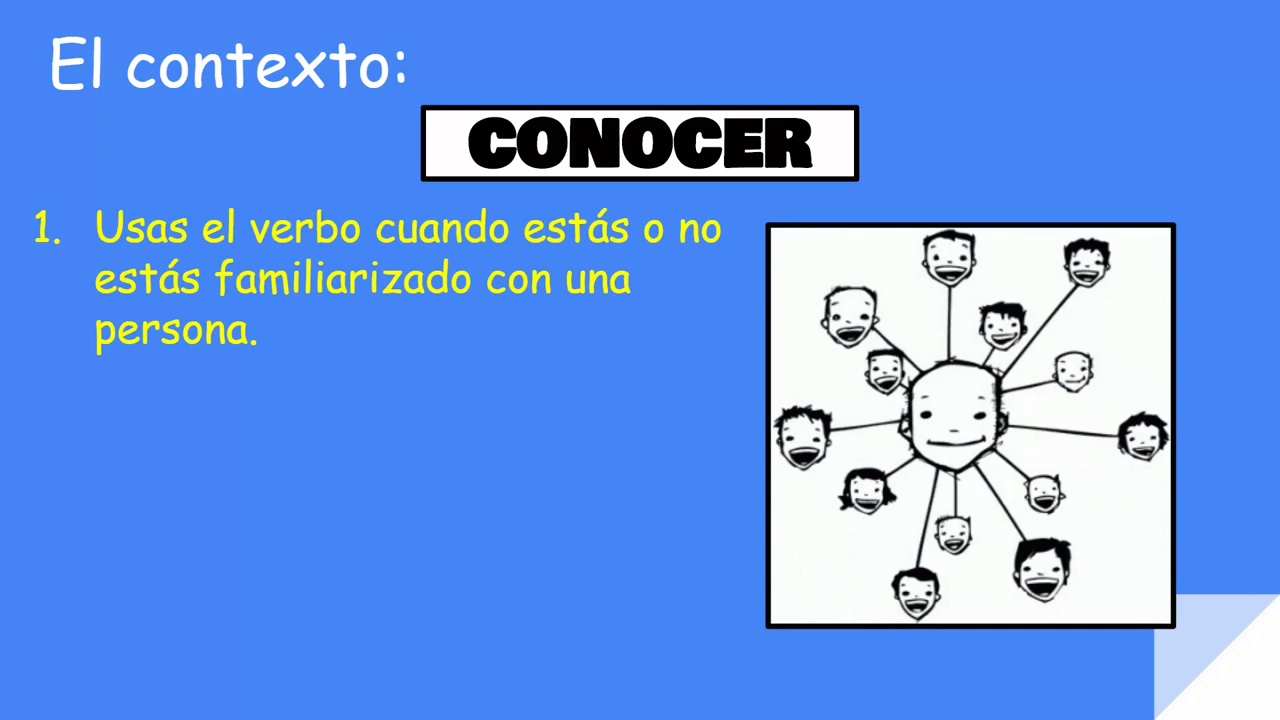 El contexto:
CONOCER
1. Usas el verbo cuando estás o no
estás familiarizado con una
persona.